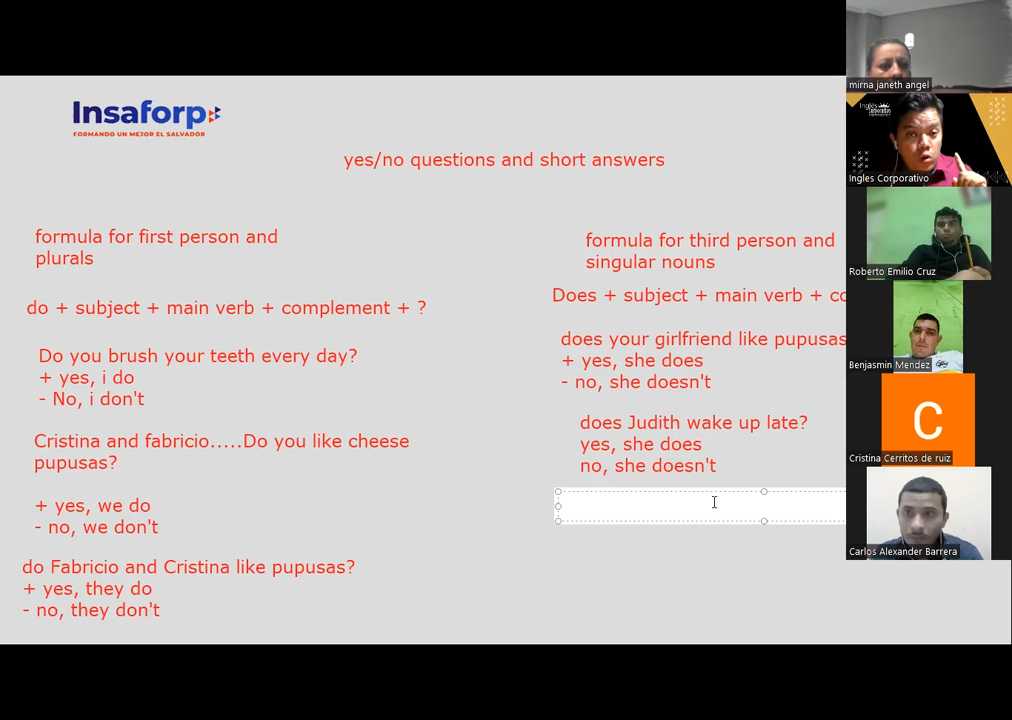 Insaforp
FORMANDO UN MEJOR EL SALVADOR
yes/no questions and short answers
formula for first person and
plurals
do + subject + main verb + complement + ?
Do you brush your teeth every day?
+ yes, i do
- No, i don't
Cristina and fabricio.....Do you like cheese
pupusas?
+ yes, we do
- no, we don't
do Fabricio and Cristina like pupusas?
+ yes, they do
- no, they don't
formula for third person and
singular nouns
Does + subject + main verb + co
does your girlfriend like pupusas
+ yes, she does
- no, she doesn't
does Judith wake up late?
yes, she does
no, she doesn't
mirna janeth angel
Inglés
Corporativo
Ingles Corporativo
Roberto Emilio Cruz
Benjasmin Mendez
C
Cristina Cerritos de ruiz
Carlos Alexander Barrera